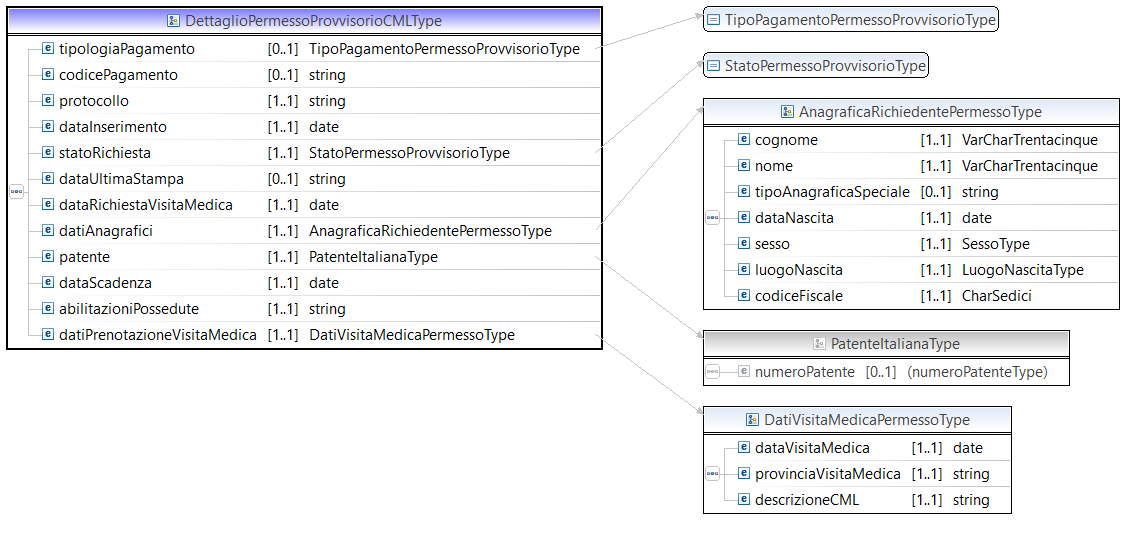 DettaglioPermessoProvvisorioCMLType
tipologiaPagamento [0..1] TipoPagamentoPermessoProvvisorioType
codicePagamento [0..1] string
protocollo [1..1] string
dataInserimento [1..1] date
statoRichiesta [1..1] StatoPermessoProvvisorioType
dataUltimaStampa [0..1] string
dataRichiestaVisitaMedica [1..1] date
datiAnagrafici [1..1] AnagraficaRichiedentePermessoType
patente [1..1] PatenteItalianaType
dataScadenza [1..1] date
abilitazioniPossedute [1..1] string
datiPrenotazioneVisitaMedica [1..1] DatiVisitaMedicaPermessoType
TipoPagamentoPermessoProvvisorioType
StatoPermessoProvvisorioType
AnagraficaRichiedentePermessoType
cognome [1..1] VarCharTrentacinque
nome [1..1] VarCharTrentacinque
tipoAnagraficaSpeciale [0..1] string
dataNascita [1..1] date
sesso [1..1] SessoType
luogoNascita [1..1] LuogoNascitaType
codiceFiscale [1..1] CharSedici
PatenteItalianaType
numeroPatente [0..1] (numeroPatenteType)
DatiVisitaMedicaPermessoType
dataVisitaMedica [1..1] date
provinciaVisitaMedica [1..1] string
descrizioneCML [1..1] string